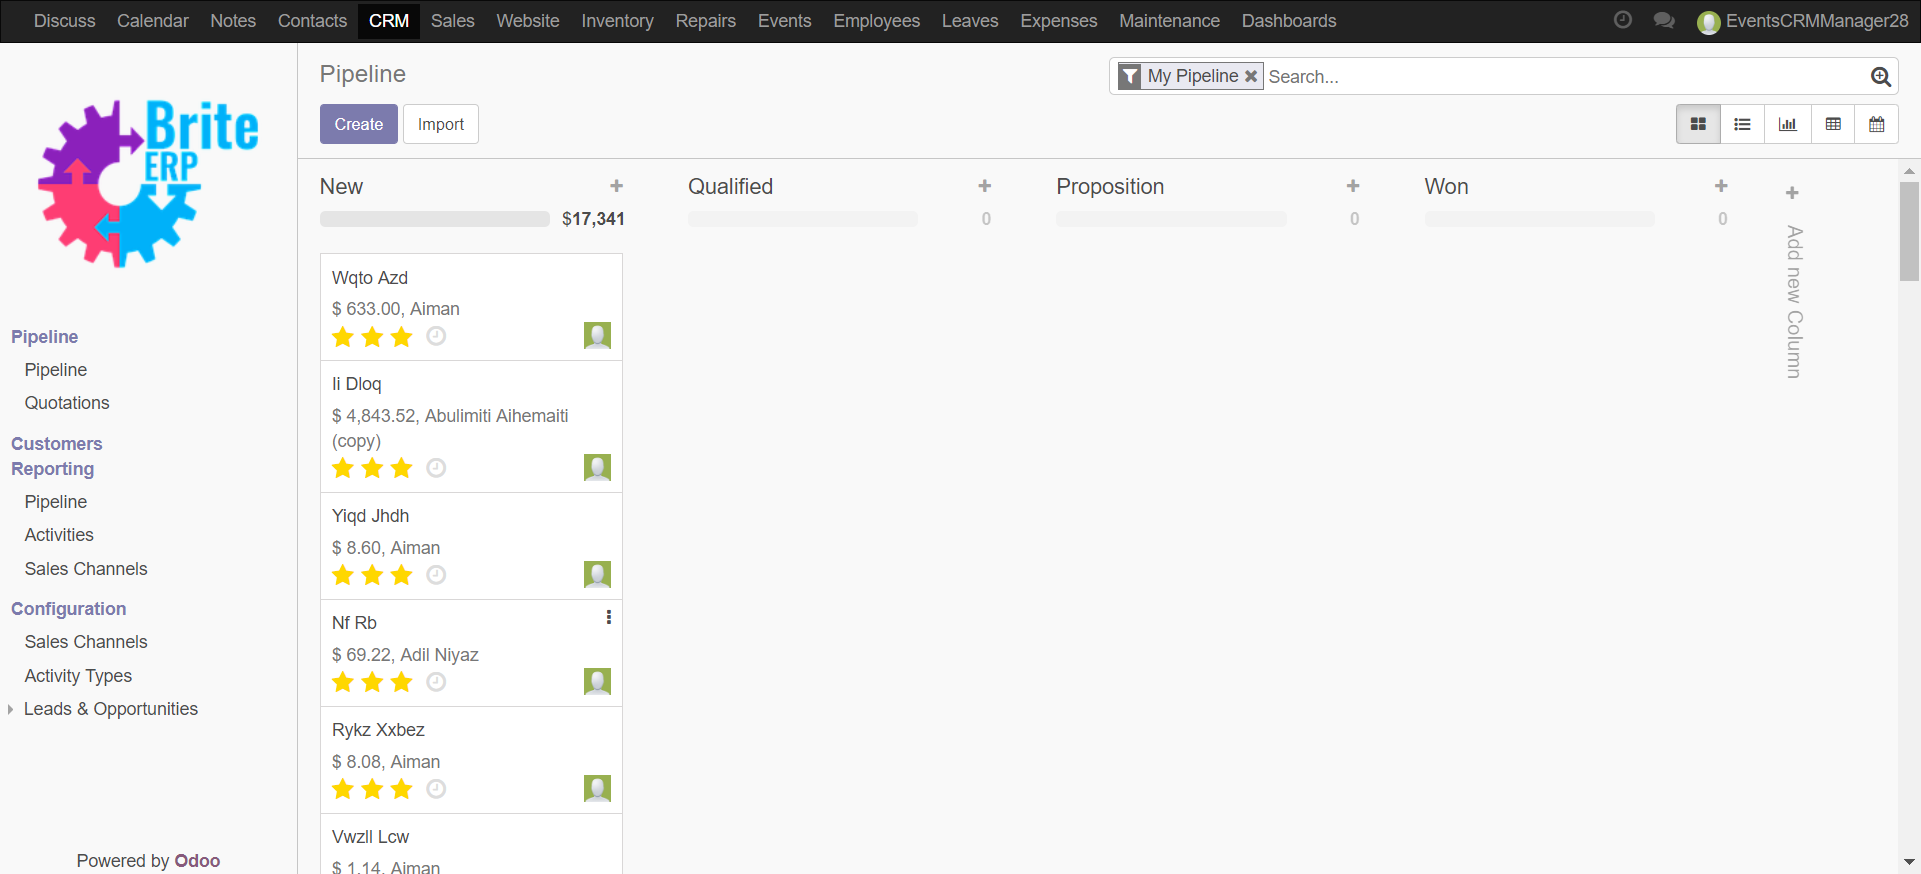 Discuss Calendar Notes Contacts CRM Sales Website Inventory Repairs Events Employees Leaves Expenses Maintenance Dashboards EventsCRMManager28
Brite
ERP
Pipeline
Pipeline
Quotations
Customers
Reporting
Pipeline
Activities
Sales Channels
Configuration
Sales Channels
Activity Types
Leads & Opportunities
Powered by Odoo
Pipeline
My Pipeline Search...
Create Import
New
$17,341
Wqto Azd
$ 633.00, Aiman
Ii Dloq
$ 4,843.52, Abulimiti Aihemaiti
(copy)
Yiqd Jhdh
$ 8.60, Aiman
Nf Rb
$ 69.22, Adil Niyaz
Rykz Xxbez
$ 8.08, Aiman
Vwzll Lcw
$ 1.14, Aiman
Qualified
0
Proposition
0
Won
0
Add new Column